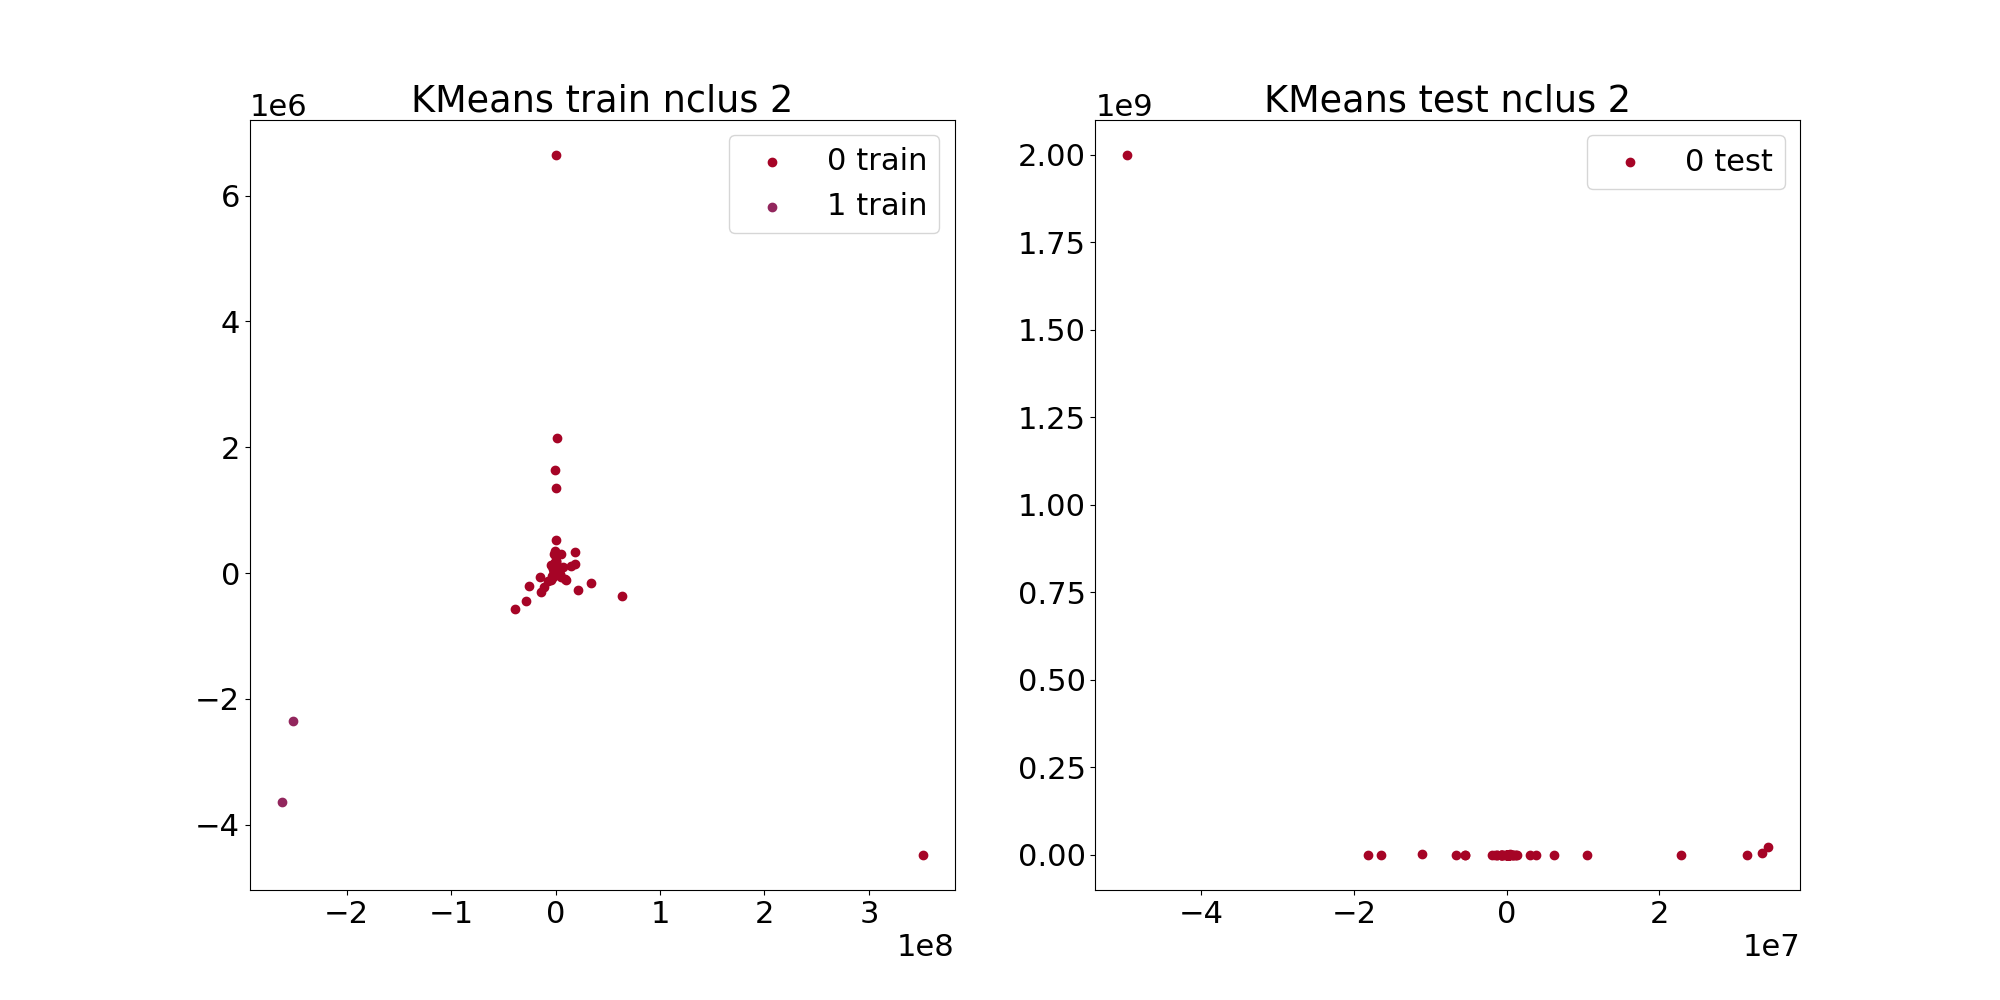 KMeans train nclus 2
1e6
0 train
1 train
6
4
2
0
−2
−4
−2 −1 0 1 2 3
1e8
KMeans test nclus 2
1e9
0 test
2.00
1.75
1.50
1.25
1.00
0.75
0.50
0.25
0.00
−4 −2 0 2
1e7